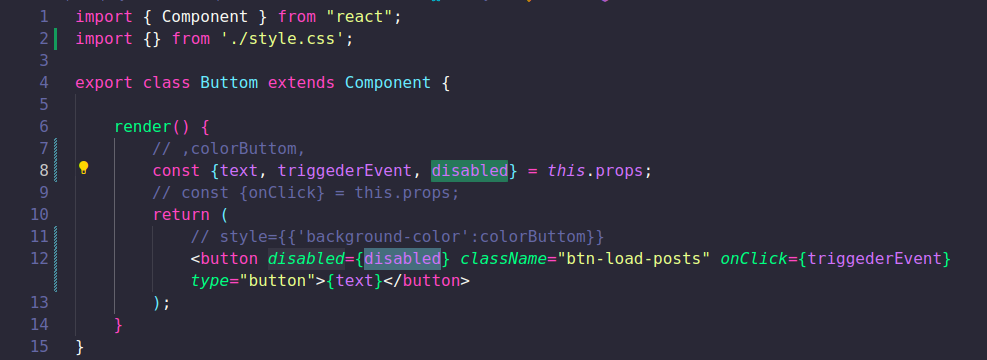 1 import { Component } from "react";
2 import {} from './style.css';
3
4 export class Buttom extends Component {
5
6 render() {
7 // ,colorButtom,
8 const {text, triggederEvent, disabled} = this.props;
9 // const {onClick} = this.props;
10 return (
11 // style={{'background-color':colorButtom}}
12 <button disabled={disabled} className="btn-load-posts" onClick={triggederEvent}
type="button">{text}</button>
13 );
14 }
15 }